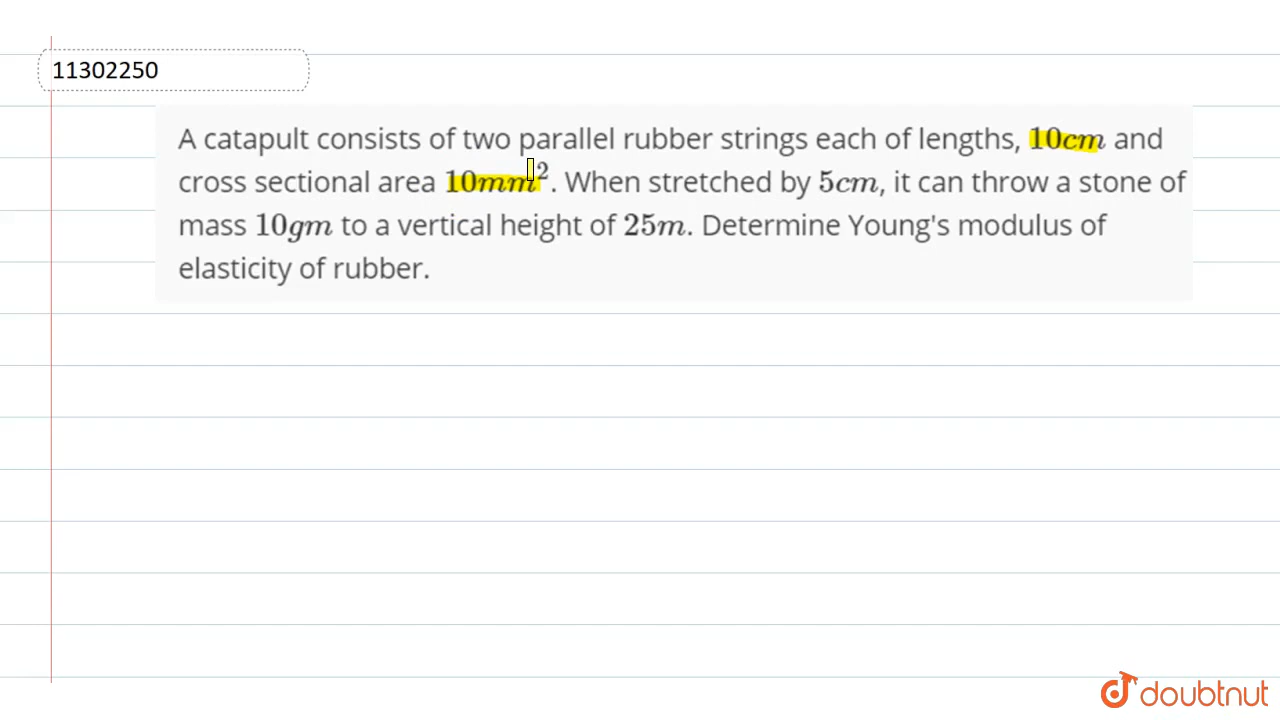 11302250
A catapult consists of two parallel rubber strings each of lengths, 10cm and
cross sectional area 10mm². When stretched by 5cm, it can throw a stone of
mass 10gm to a vertical height of 25m. Determine Young's modulus of
elasticity of rubber.
doubtnut